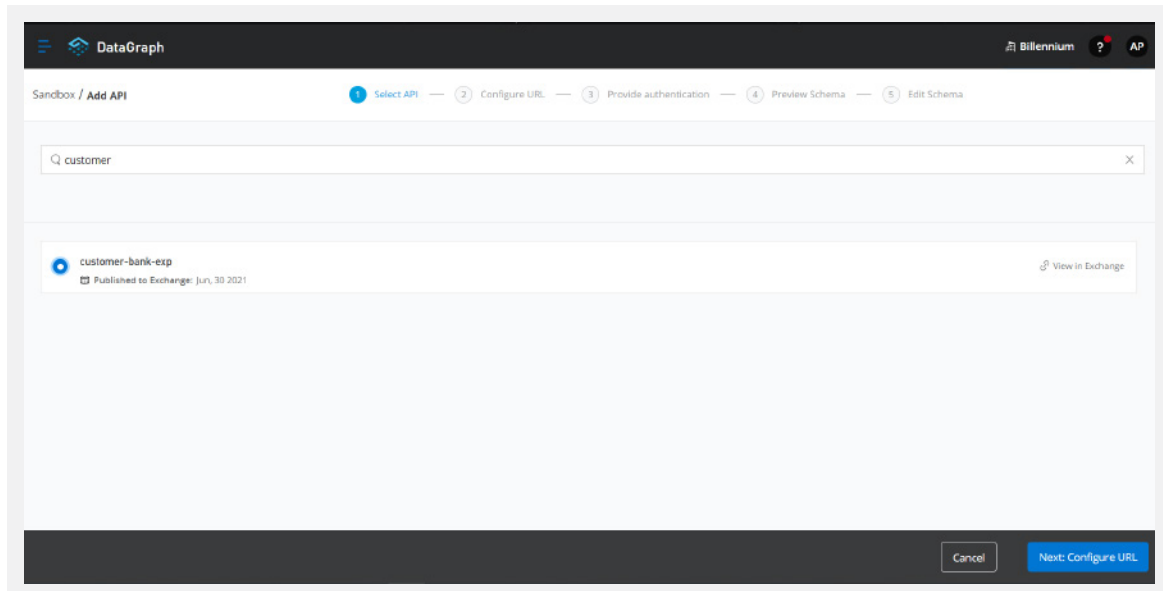 DataGraph
Billennium ? AP
Sandbox / Add API
1 Select API — 2 Configure URL — 3 Provide authentication — 4 Preview Schema — 5 Edit Schema
customer
customer-bank-exp
Published to Exchange: Jun, 30 2021
View in Exchange
Cancel
Next: Configure URL